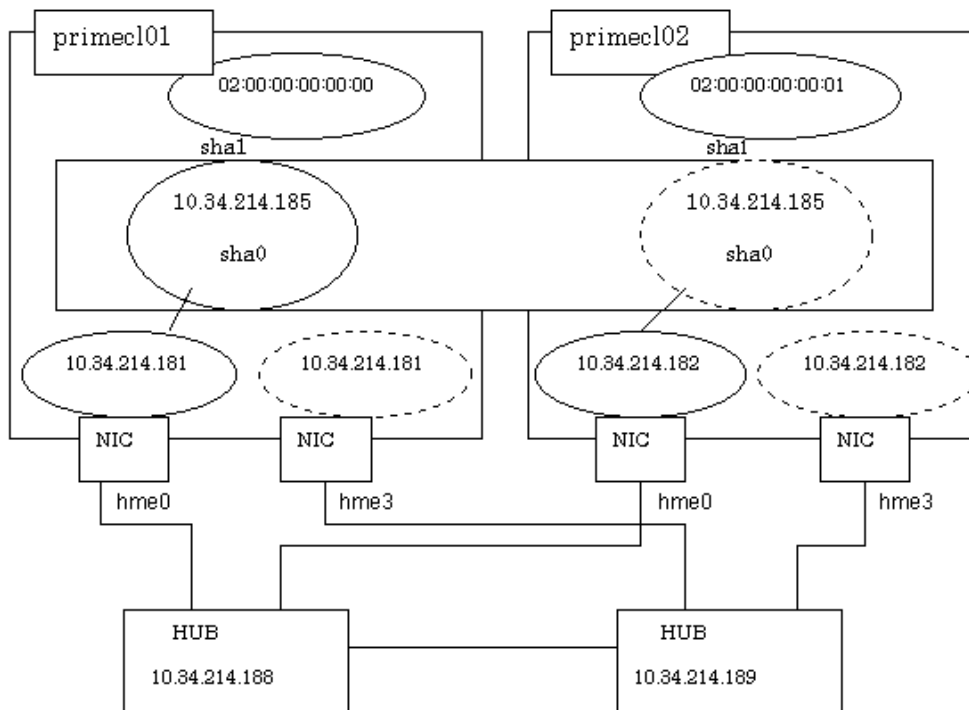 primecl01
primecl02
02:00:00:00:00:00
02:00:00:00:00:01
sha1
sha1
10.34.214.185
10.34.214.185
sha0
sha0
10.34.214.181
10.34.214.181
10.34.214.182
10.34.214.182
NIC
NIC
NIC
NIC
hme0
hme3
hme0
hme3
HUB
HUB
10.34.214.188
10.34.214.189